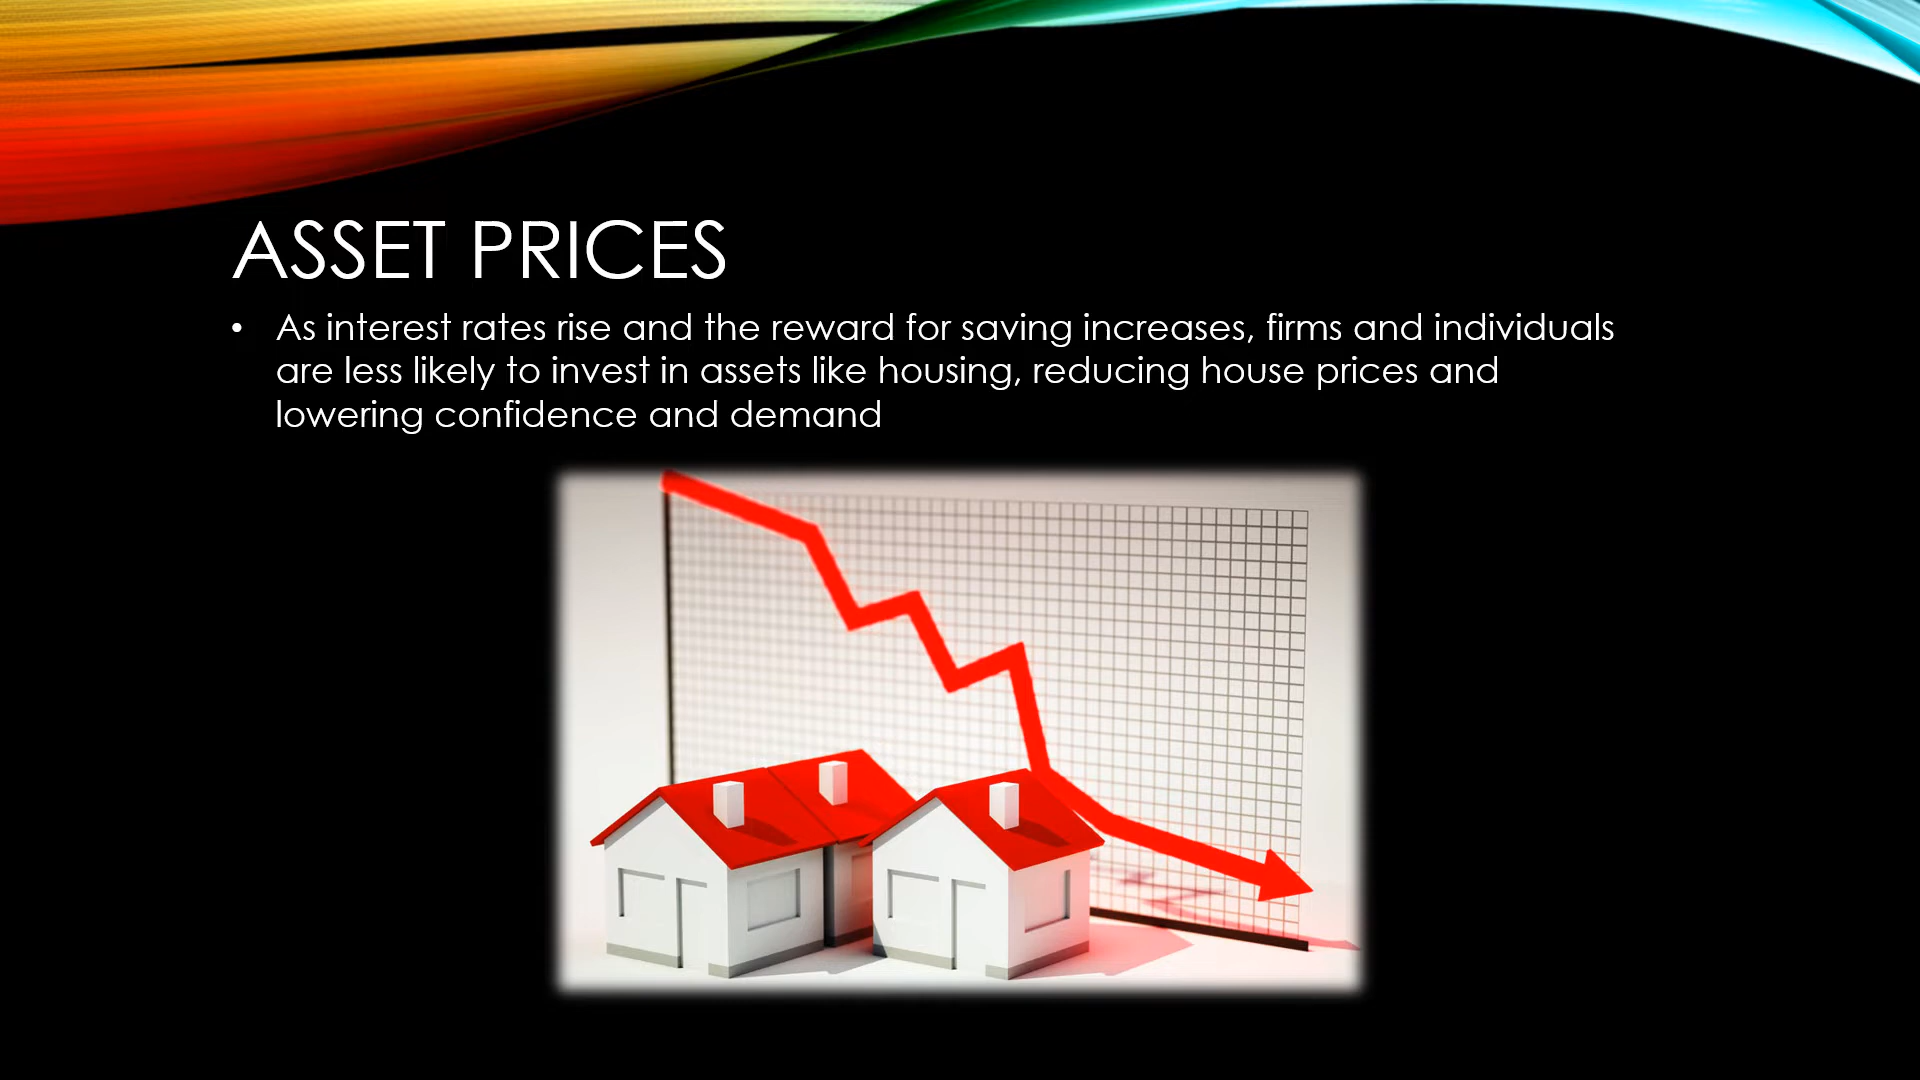 ASSET PRICES
• As interest rates rise and the reward for saving increases, firms and individuals
are less likely to invest in assets like housing, reducing house prices and
lowering confidence and demand